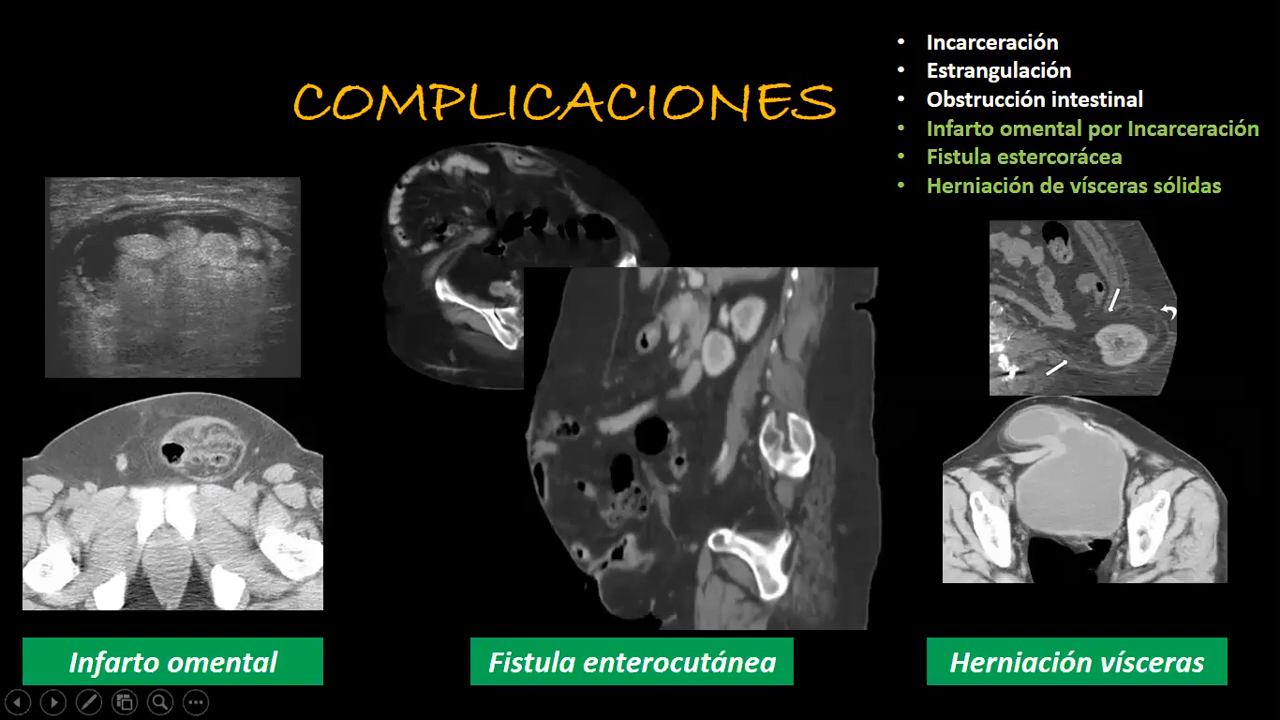 COMPLICACIONES
• Incarceración
• Estrangulación
• Obstrucción intestinal
• Infarto omental por Incarceración
• Fistula estercorácea
• Herniación de vísceras sólidas
Infarto omental
Fistula enterocutánea
Herniación vísceras